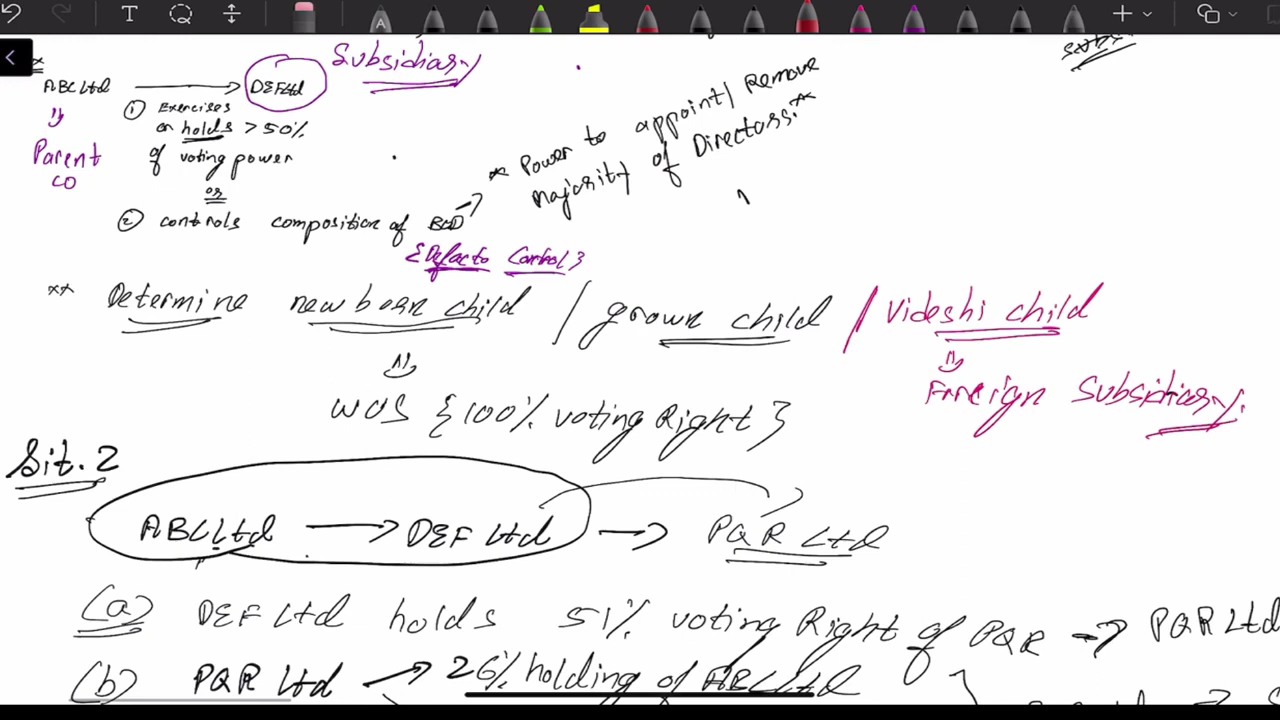 Subsidiary
ABC Ltd → DEF Ltd
① Exercises
or holds > 50%
of voting power
or
② controls composition of BOD
Parent
CO
* Power to appoint/Remove
Majority of Directors.*
{Defacto Control}
** Determine new born child / grown child / Videshi child
WOS {100% voting Right}
Foreign Subsidiary.
Sit. 2
ABC Ltd → DEF Ltd → PQR Ltd
(a) DEF Ltd holds 51% voting Right of PQR → PQR Ltd
(b) PQR Ltd → 26% holding of ABC Ltd